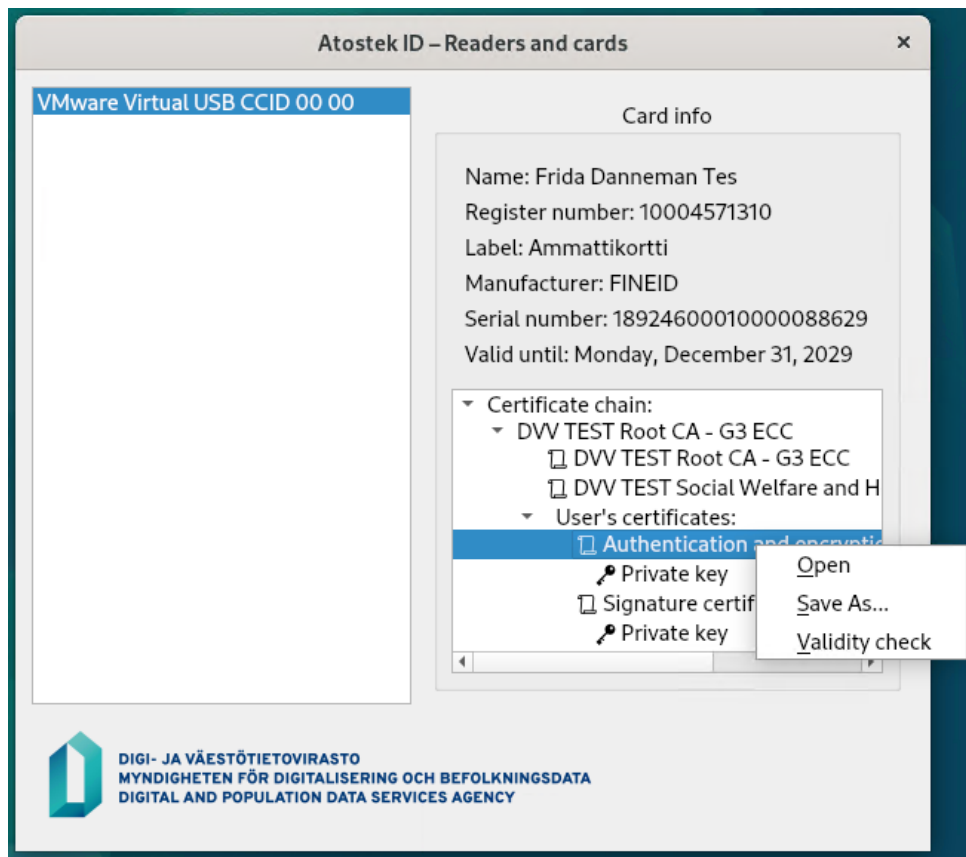 Atostek ID – Readers and cards
VMware Virtual USB CCID 00 00
Card info
Name: Frida Danneman Tes
Register number: 10004571310
Label: Ammattikortti
Manufacturer: FINEID
Serial number: 18924600010000088629
Valid until: Monday, December 31, 2029
Certificate chain:
DVV TEST Root CA - G3 ECC
DVV TEST Root CA - G3 ECC
DVV TEST Social Welfare and H
User's certificates:
Authentication and encryptio
Private key
Signature certif
Private key
Open
Save As...
Validity check
DIGI- JA VÄESTÖTIETOVIRASTO
MYNDIGHETEN FÖR DIGITALISERING OCH BEFOLKNINGSDATA
DIGITAL AND POPULATION DATA SERVICES AGENCY